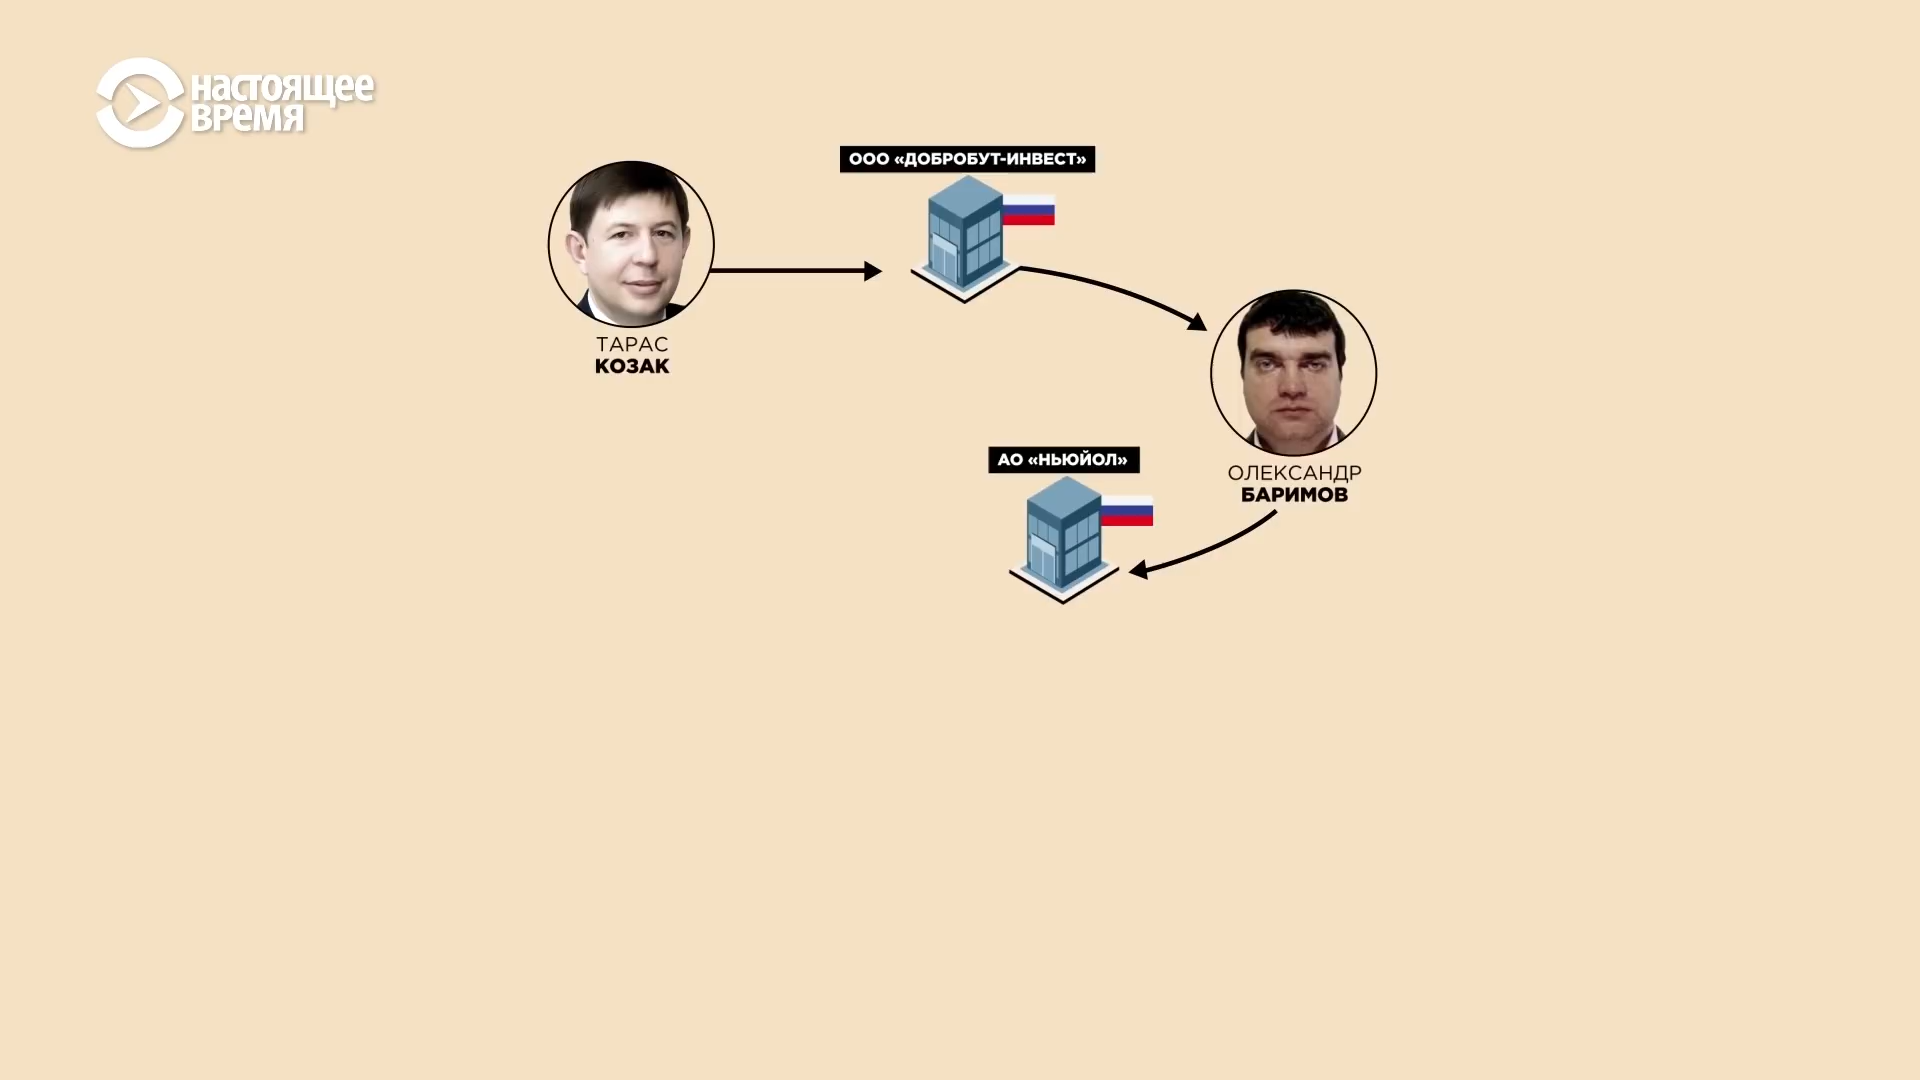 настоящее
время
ООО «ДОБРОБУТ-ИНВЕСТ»
ТАРАС
КОЗАК
АО «НЬЮЙОЛ»
ОЛЕКСАНДР
БАРИМОВ